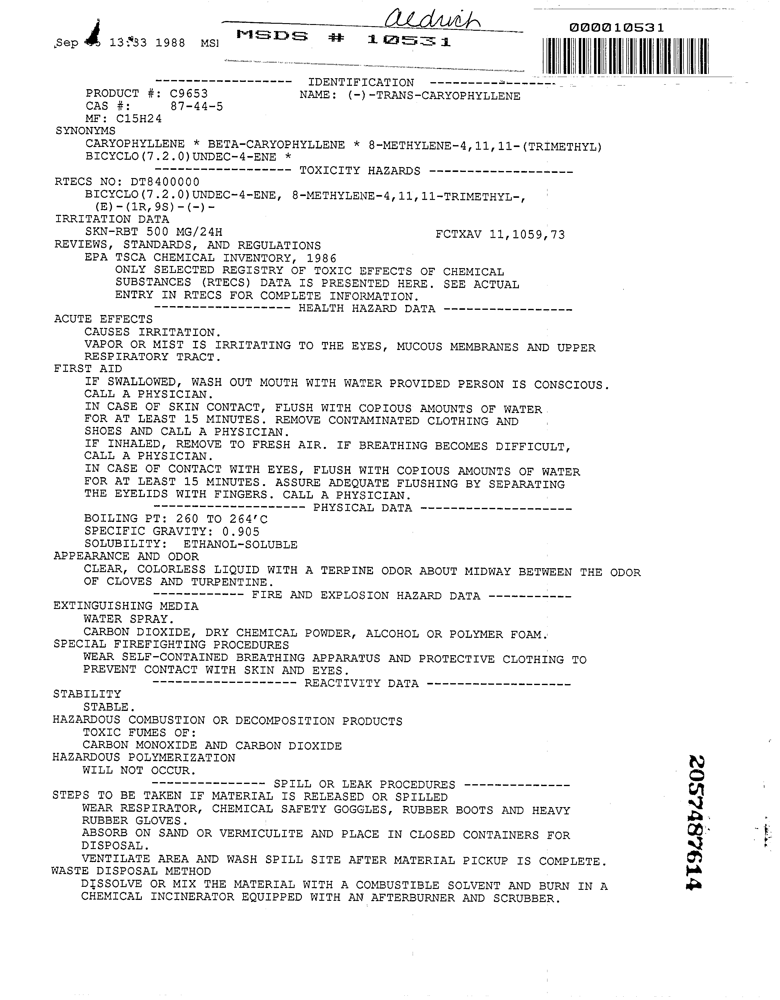 aldrich
Sep 13:33 1988 MSI
MSDS # 10531
000010531
------------------ IDENTIFICATION ------------------
PRODUCT #: C9653 NAME: (-)-TRANS-CARYOPHYLLENE
CAS #: 87-44-5
MF: C15H24
SYNONYMS
CARYOPHYLLENE * BETA-CARYOPHYLLENE * 8-METHYLENE-4,11,11-(TRIMETHYL)
BICYCLO(7.2.0)UNDEC-4-ENE *
------------------ TOXICITY HAZARDS -------------------
RTECS NO: DT8400000
BICYCLO(7.2.0)UNDEC-4-ENE, 8-METHYLENE-4,11,11-TRIMETHYL-,
(E)-(1R,9S)-(-)-
IRRITATION DATA
SKN-RBT 500 MG/24H FCTXAV 11,1059,73
REVIEWS, STANDARDS, AND REGULATIONS
EPA TSCA CHEMICAL INVENTORY, 1986
ONLY SELECTED REGISTRY OF TOXIC EFFECTS OF CHEMICAL
SUBSTANCES (RTECS) DATA IS PRESENTED HERE. SEE ACTUAL
ENTRY IN RTECS FOR COMPLETE INFORMATION.
------------------ HEALTH HAZARD DATA -----------------
ACUTE EFFECTS
CAUSES IRRITATION.
VAPOR OR MIST IS IRRITATING TO THE EYES, MUCOUS MEMBRANES AND UPPER
RESPIRATORY TRACT.
FIRST AID
IF SWALLOWED, WASH OUT MOUTH WITH WATER PROVIDED PERSON IS CONSCIOUS.
CALL A PHYSICIAN.
IN CASE OF SKIN CONTACT, FLUSH WITH COPIOUS AMOUNTS OF WATER
FOR AT LEAST 15 MINUTES. REMOVE CONTAMINATED CLOTHING AND
SHOES AND CALL A PHYSICIAN.
IF INHALED, REMOVE TO FRESH AIR. IF BREATHING BECOMES DIFFICULT,
CALL A PHYSICIAN.
IN CASE OF CONTACT WITH EYES, FLUSH WITH COPIOUS AMOUNTS OF WATER
FOR AT LEAST 15 MINUTES. ASSURE ADEQUATE FLUSHING BY SEPARATING
THE EYELIDS WITH FINGERS. CALL A PHYSICIAN.
-------------------- PHYSICAL DATA --------------------
BOILING PT: 260 TO 264'C
SPECIFIC GRAVITY: 0.905
SOLUBILITY: ETHANOL-SOLUBLE
APPEARANCE AND ODOR
CLEAR, COLORLESS LIQUID WITH A TERPINE ODOR ABOUT MIDWAY BETWEEN THE ODOR
OF CLOVES AND TURPENTINE.
------------ FIRE AND EXPLOSION HAZARD DATA -----------
EXTINGUISHING MEDIA
WATER SPRAY.
CARBON DIOXIDE, DRY CHEMICAL POWDER, ALCOHOL OR POLYMER FOAM.
SPECIAL FIREFIGHTING PROCEDURES
WEAR SELF-CONTAINED BREATHING APPARATUS AND PROTECTIVE CLOTHING TO
PREVENT CONTACT WITH SKIN AND EYES.
------------------- REACTIVITY DATA -------------------
STABILITY
STABLE.
HAZARDOUS COMBUSTION OR DECOMPOSITION PRODUCTS
TOXIC FUMES OF:
CARBON MONOXIDE AND CARBON DIOXIDE
HAZARDOUS POLYMERIZATION
WILL NOT OCCUR.
--------------- SPILL OR LEAK PROCEDURES --------------
STEPS TO BE TAKEN IF MATERIAL IS RELEASED OR SPILLED
WEAR RESPIRATOR, CHEMICAL SAFETY GOGGLES, RUBBER BOOTS AND HEAVY
RUBBER GLOVES.
ABSORB ON SAND OR VERMICULITE AND PLACE IN CLOSED CONTAINERS FOR
DISPOSAL.
VENTILATE AREA AND WASH SPILL SITE AFTER MATERIAL PICKUP IS COMPLETE.
WASTE DISPOSAL METHOD
DISSOLVE OR MIX THE MATERIAL WITH A COMBUSTIBLE SOLVENT AND BURN IN A
CHEMICAL INCINERATOR EQUIPPED WITH AN AFTERBURNER AND SCRUBBER.
2057487614